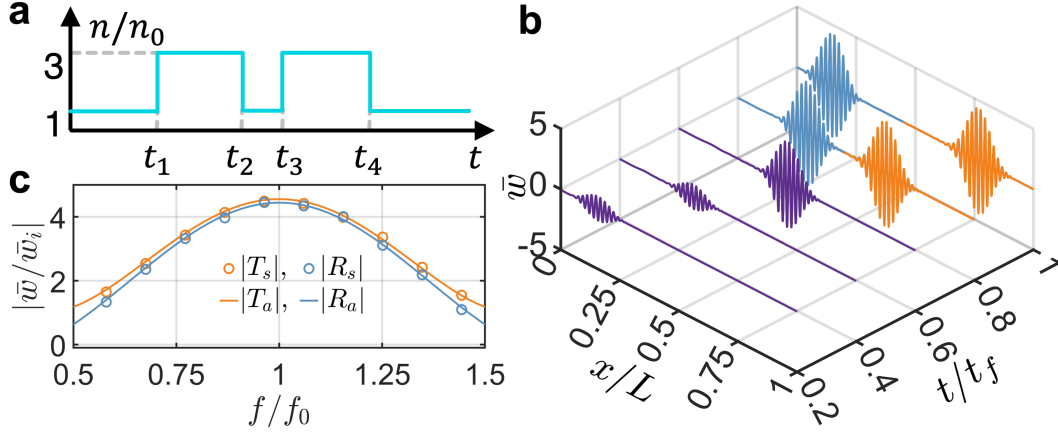 a
n/n₀
3
1
t₁ t₂ t₃ t₄ t
b
w̄
5
0
-5
0
0.25
0.5
0.75
1
x/L
0.2
0.4
0.6
0.8
1
t/t_f
c
|w̄/w̄ᵢ|
4
2
0
|Tₛ|, |Rₛ|
|Tₐ|, |Rₐ|
0.5 0.75 1 1.25 1.5
f/f₀